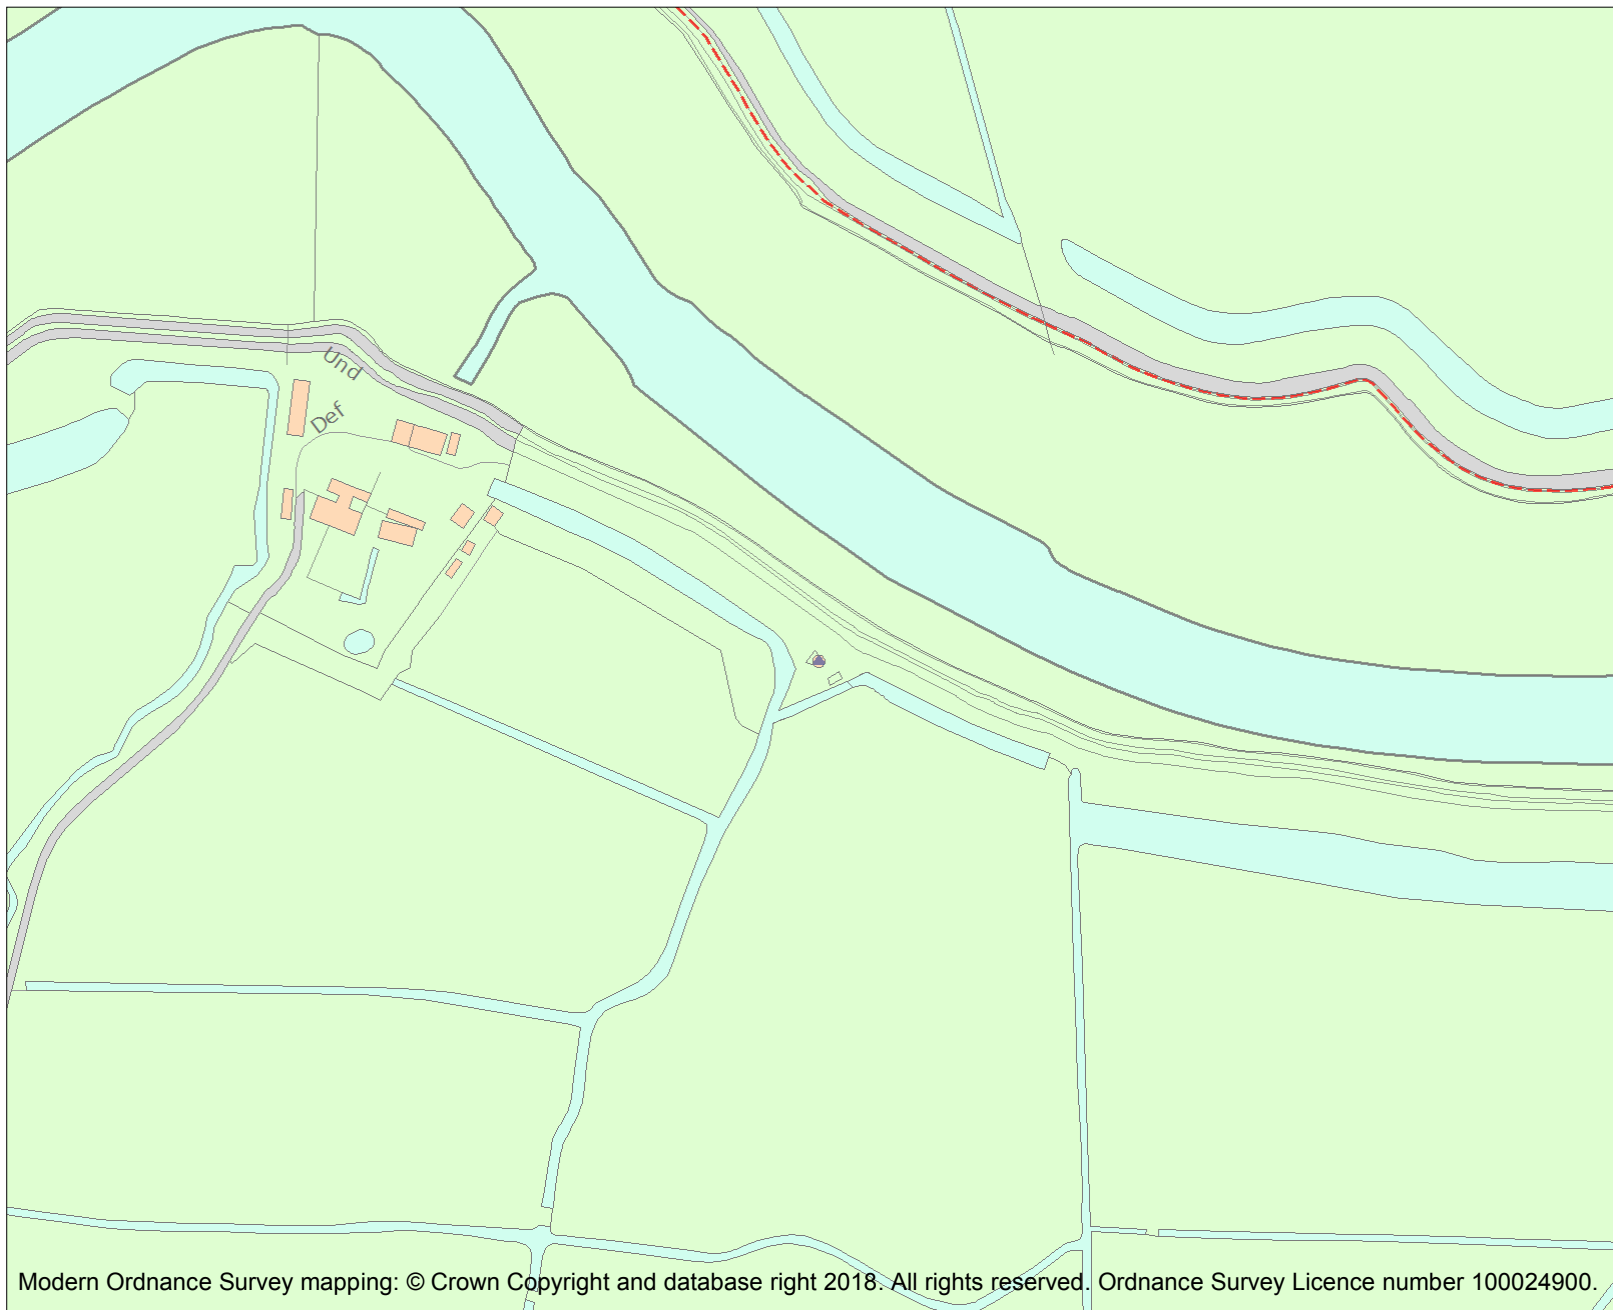 Und
Def
Modern Ordnance Survey mapping: © Crown Copyright and database right 2018. All rights reserved. Ordnance Survey Licence number 100024900.